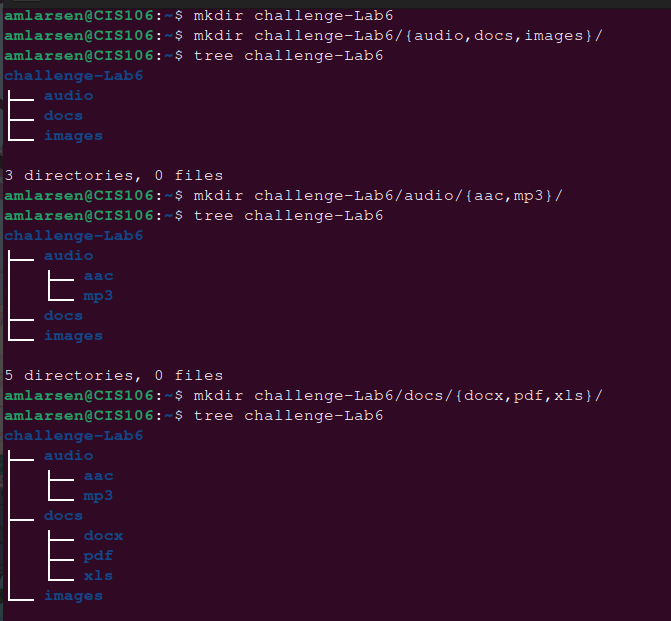 amlarsen@CIS106:~$ mkdir challenge-Lab6
amlarsen@CIS106:~$ mkdir challenge-Lab6/{audio,docs,images}/
amlarsen@CIS106:~$ tree challenge-Lab6
challenge-Lab6
├── audio
├── docs
└── images
3 directories, 0 files
amlarsen@CIS106:~$ mkdir challenge-Lab6/audio/{aac,mp3}/
amlarsen@CIS106:~$ tree challenge-Lab6
challenge-Lab6
├── audio
│   ├── aac
│   └── mp3
├── docs
└── images
5 directories, 0 files
amlarsen@CIS106:~$ mkdir challenge-Lab6/docs/{docx,pdf,xls}/
amlarsen@CIS106:~$ tree challenge-Lab6
challenge-Lab6
├── audio
│   ├── aac
│   └── mp3
├── docs
│   ├── docx
│   ├── pdf
│   └── xls
└── images